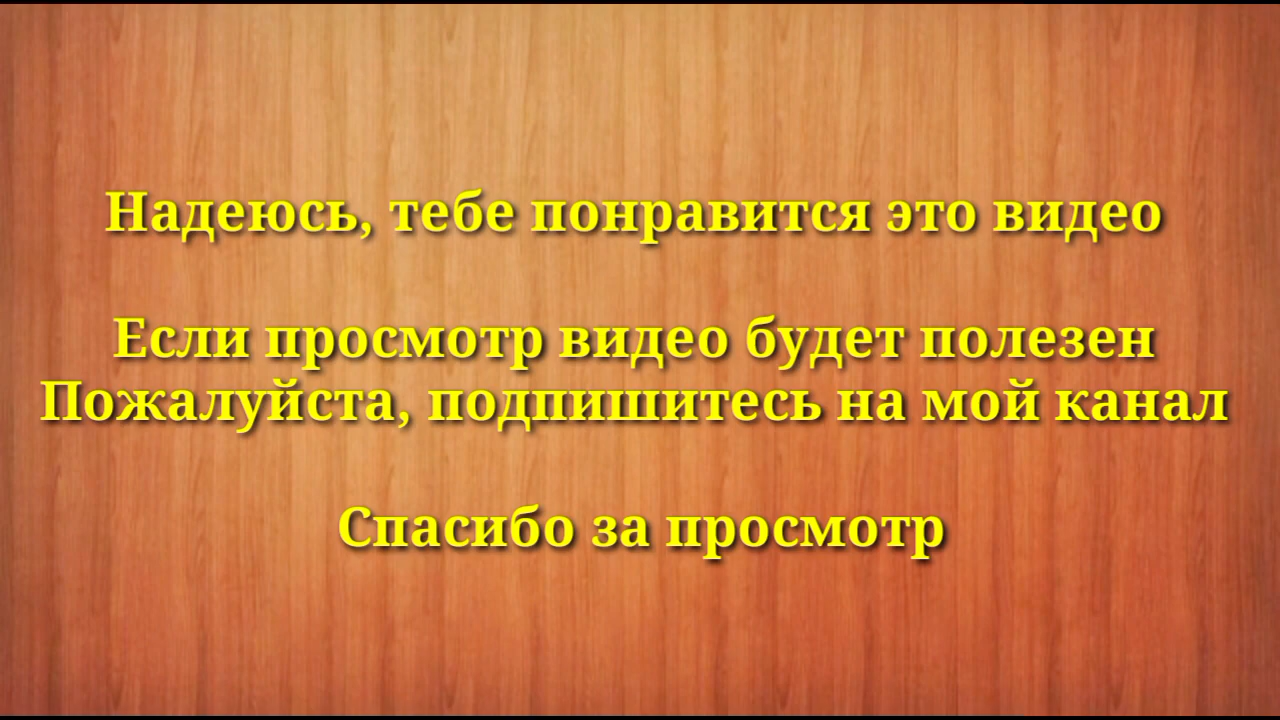 Надеюсь, тебе понравится это видео
Если просмотр видео будет полезен
Пожалуйста, подпишитесь на мой канал
Спасибо за просмотр